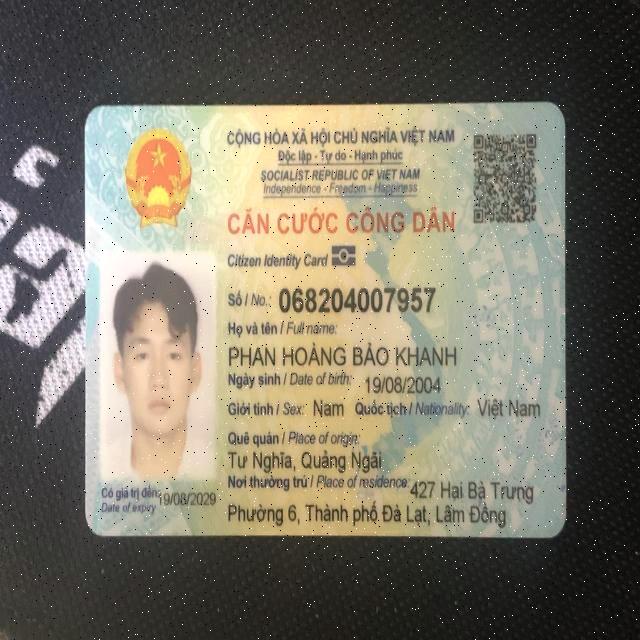 CỘNG HÒA XÃ HỘI CHỦ NGHĨA VIỆT NAM
Độc lập - Tự do - Hạnh phúc
SOCIALIST REPUBLIC OF VIET NAM
Independence - Freedom - Happiness
CĂN CƯỚC CÔNG DÂN
Citizen Identity Card
Số / No.: 068204007957
Họ và tên / Full name:
PHAN HOÀNG BẢO KHANH
Ngày sinh / Date of birth: 19/08/2004
Giới tính / Sex: Nam Quốc tịch / Nationality: Việt Nam
Quê quán / Place of origin:
Tư Nghĩa, Quảng Ngãi
Nơi thường trú / Place of residence: 427 Hai Bà Trưng
Phường 6, Thành phố Đà Lạt, Lâm Đồng
Có giá trị đến: 19/08/2029
Date of expiry